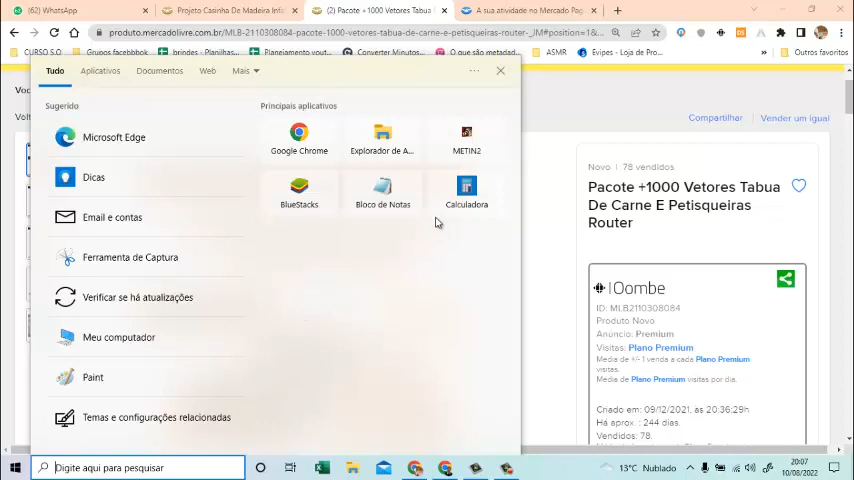 (62) WhatsApp
Projeto Casinha De Madeira Infi
(2) Pacote +1000 Vetores Tabua
A sua atividade no Mercado Pag
produto.mercadolivre.com.br/MLB-2110308084-pacote-1000-vetores-tabua-de-carne-e-petisqueiras-router-_JM#position=1&...
CURSO S.O
Grupos facebbbok
brindes - Planilhas...
Planejamento youtub...
Converter Minutos...
O que são metadad...
ASMR
Evipes - Loja de Pro...
Outros favoritos
Tudo
Aplicativos
Documentos
Web
Mais
Sugerido
Microsoft Edge
Dicas
Email e contas
Ferramenta de Captura
Verificar se há atualizações
Meu computador
Paint
Temas e configurações relacionadas
Principais aplicativos
Google Chrome
Explorador de A...
METIN2
BlueStacks
Bloco de Notas
Calculadora
Compartilhar
Vender um igual
Novo | 78 vendidos
Pacote +1000 Vetores Tabua
De Carne E Petisqueiras
Router
Oombe
ID: MLB2110308084
Produto Novo
Anuncio: Premium
Visitas: Plano Premium
Media de +/- 1 venda a cada Plano Premium
visitas.
Media de Plano Premium visitas por dia.
Criado em: 09/12/2021, às 20:36:29h
Há aprox. : 244 dias.
Vendidos: 78.
Digite aqui para pesquisar
13°C Nublado
20:07
10/08/2022